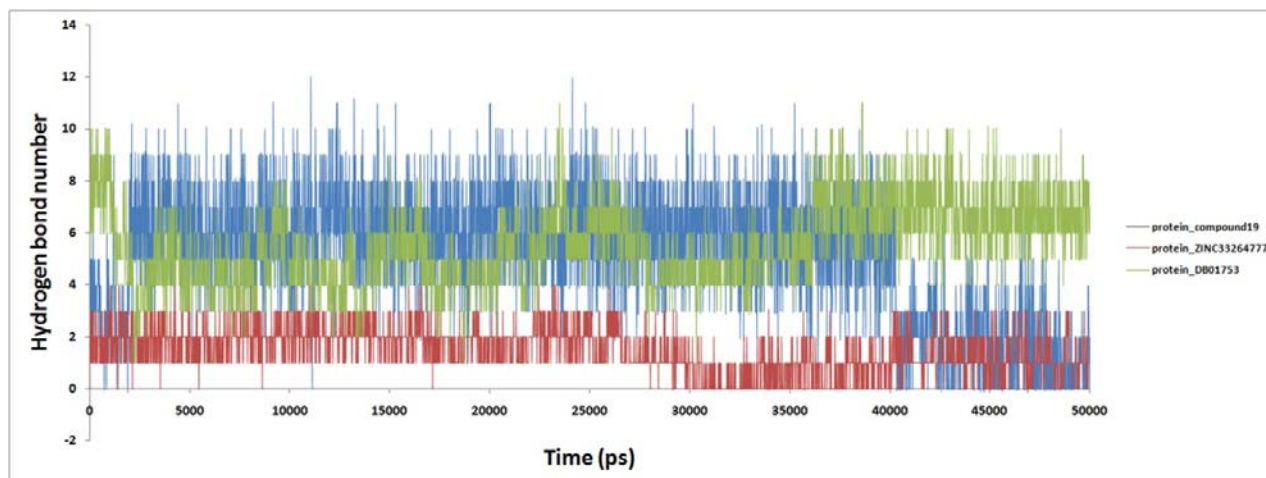 14
12
10
8
6
4
2
0
-2
Hydrogen bond number
0 5000 10000 15000 20000 25000 30000 35000 40000 45000 50000
Time (ps)
protein_compound19
protein_ZINC33264777
protein_DB01753